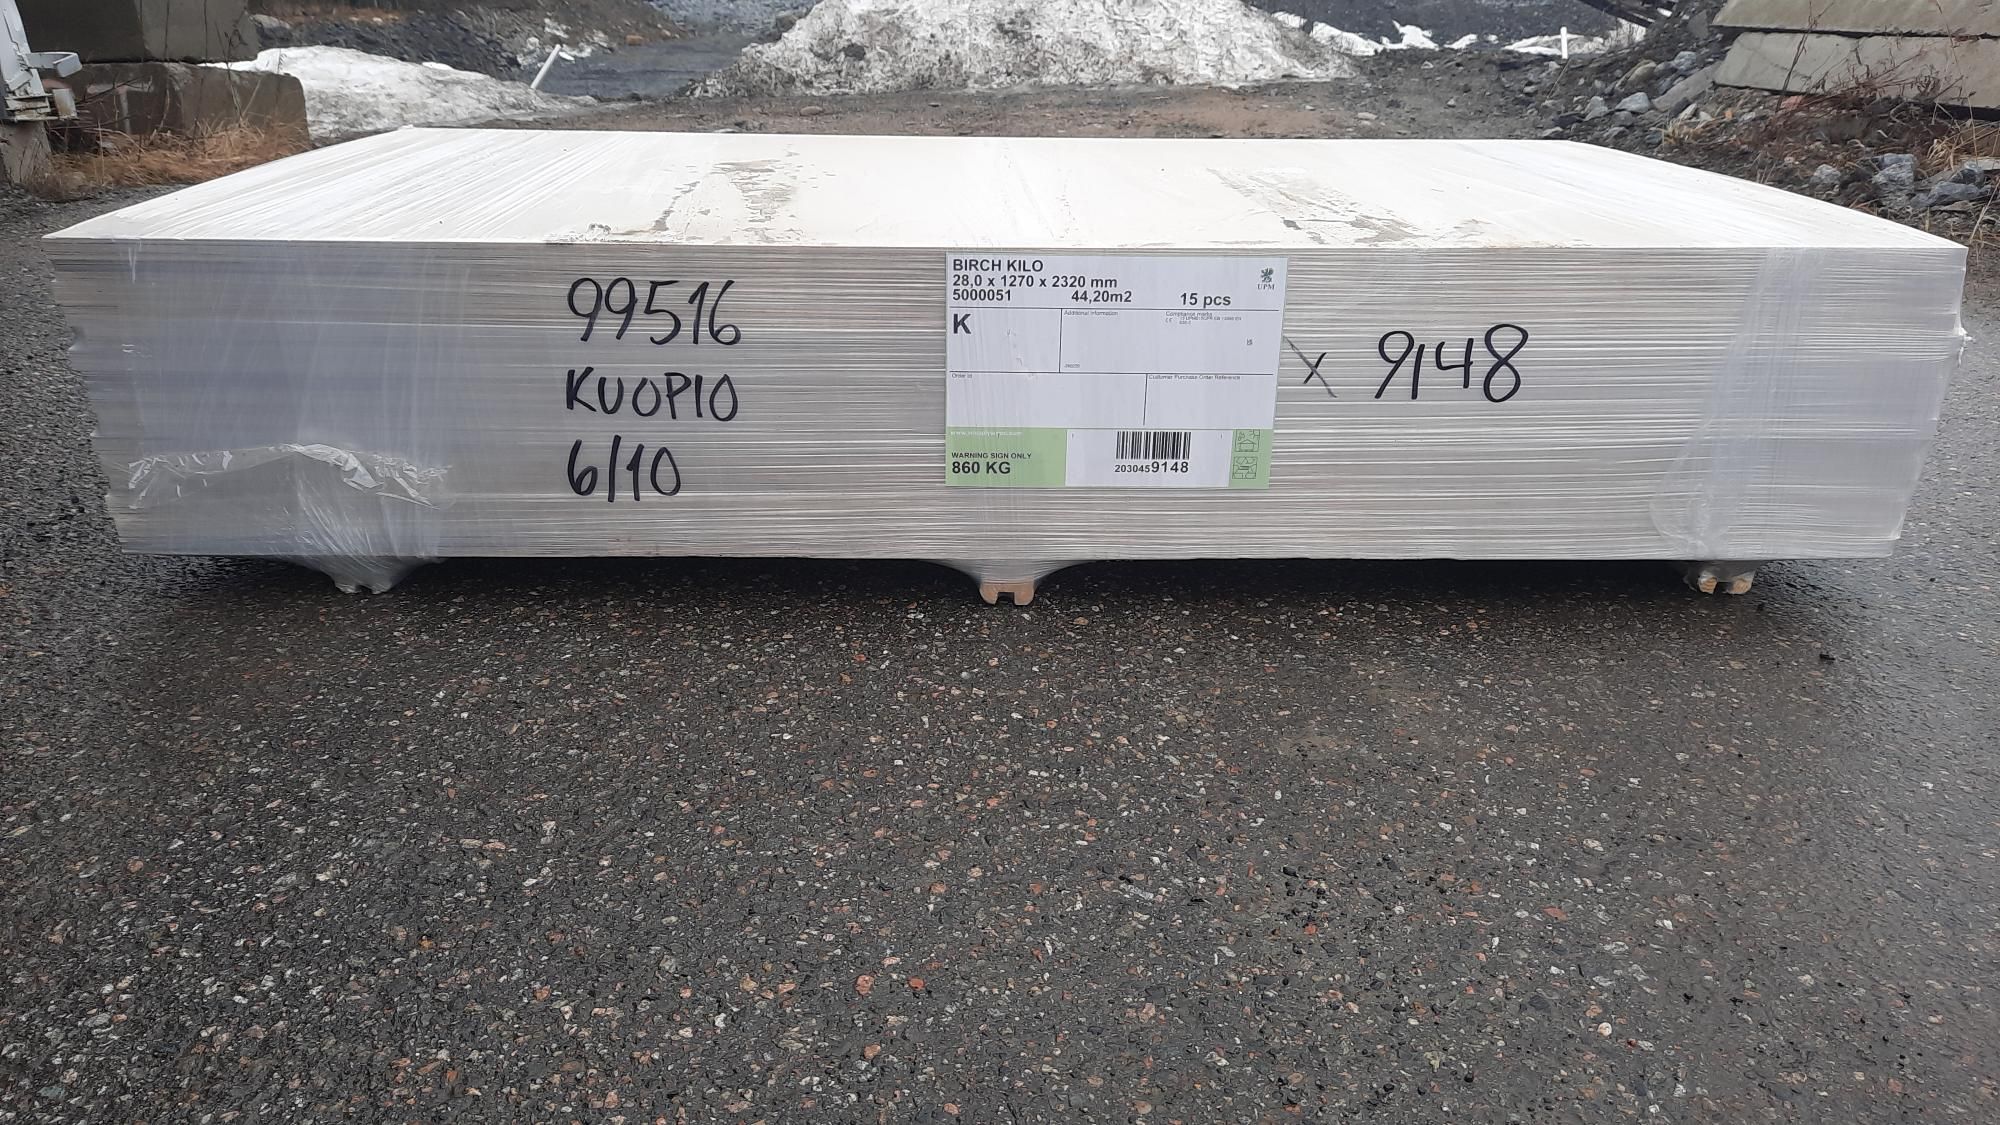 99516
KUOPIO
6/10
BIRCH KILO
28,0 x 1270 x 2320 mm
5000051 44,20m2 15 pcs
UPM
K
Additional information
Compliance marks
Order Id
Customer Purchase Order Reference
WARNING SIGN ONLY
860 KG
2030459148
x 9148